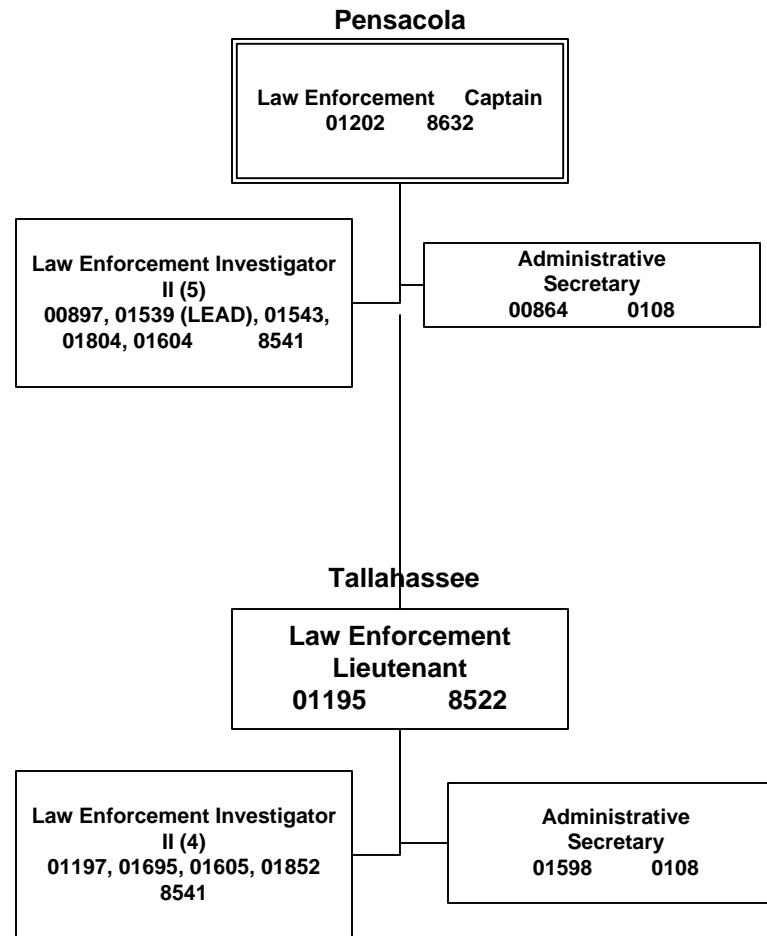 Pensacola
Law Enforcement Captain
01202 8632
Law Enforcement Investigator
II (5)
00897, 01539 (LEAD), 01543,
01804, 01604 8541
Administrative
Secretary
00864 0108
Tallahassee
Law Enforcement
Lieutenant
01195 8522
Law Enforcement Investigator
II (4)
01197, 01695, 01605, 01852
8541
Administrative
Secretary
01598 0108